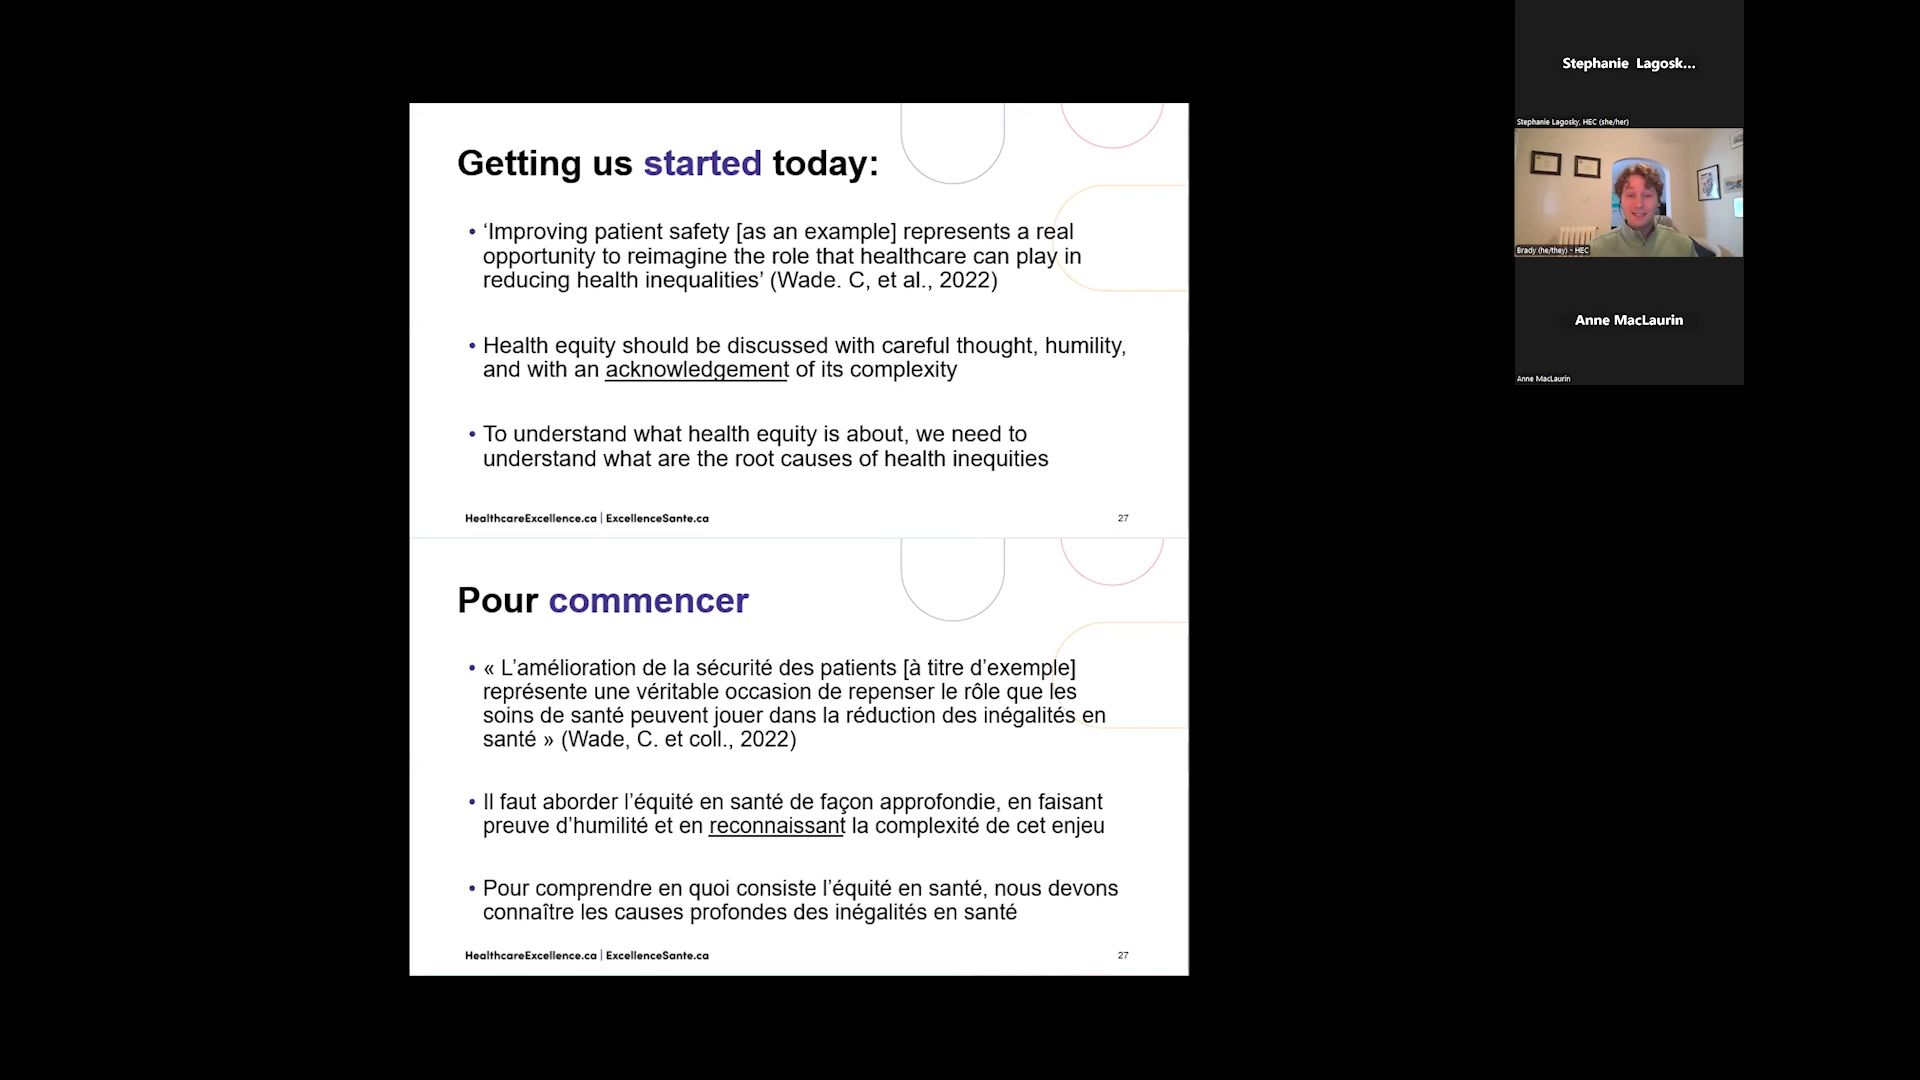 Getting us started today:
• ‘Improving patient safety [as an example] represents a real
opportunity to reimagine the role that healthcare can play in
reducing health inequalities’ (Wade. C, et al., 2022)
• Health equity should be discussed with careful thought, humility,
and with an acknowledgement of its complexity
• To understand what health equity is about, we need to
understand what are the root causes of health inequities
HealthcareExcellence.ca | ExcellenceSante.ca
27
Pour commencer
• « L’amélioration de la sécurité des patients [à titre d’exemple]
représente une véritable occasion de repenser le rôle que les
soins de santé peuvent jouer dans la réduction des inégalités en
santé » (Wade, C. et coll., 2022)
• Il faut aborder l’équité en santé de façon approfondie, en faisant
preuve d’humilité et en reconnaissant la complexité de cet enjeu
• Pour comprendre en quoi consiste l’équité en santé, nous devons
connaître les causes profondes des inégalités en santé
HealthcareExcellence.ca | ExcellenceSante.ca
27
Stephanie Lagosk...
Stephanie Lagosky, HEC (she/her)
Brady (he/they) - HEC
Anne MacLaurin
Anne MacLaurin